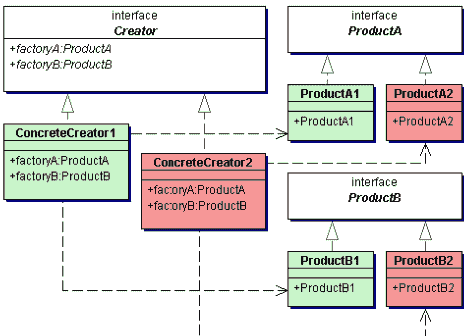 interface
Creator
+factoryA:ProductA
+factoryB:ProductB
interface
ProductA
ProductA1
+ProductA1
ProductA2
+ProductA2
ConcreteCreator1
+factoryA:ProductA
+factoryB:ProductB
ConcreteCreator2
+factoryA:ProductA
+factoryB:ProductB
interface
ProductB
ProductB1
+ProductB1
ProductB2
+ProductB2